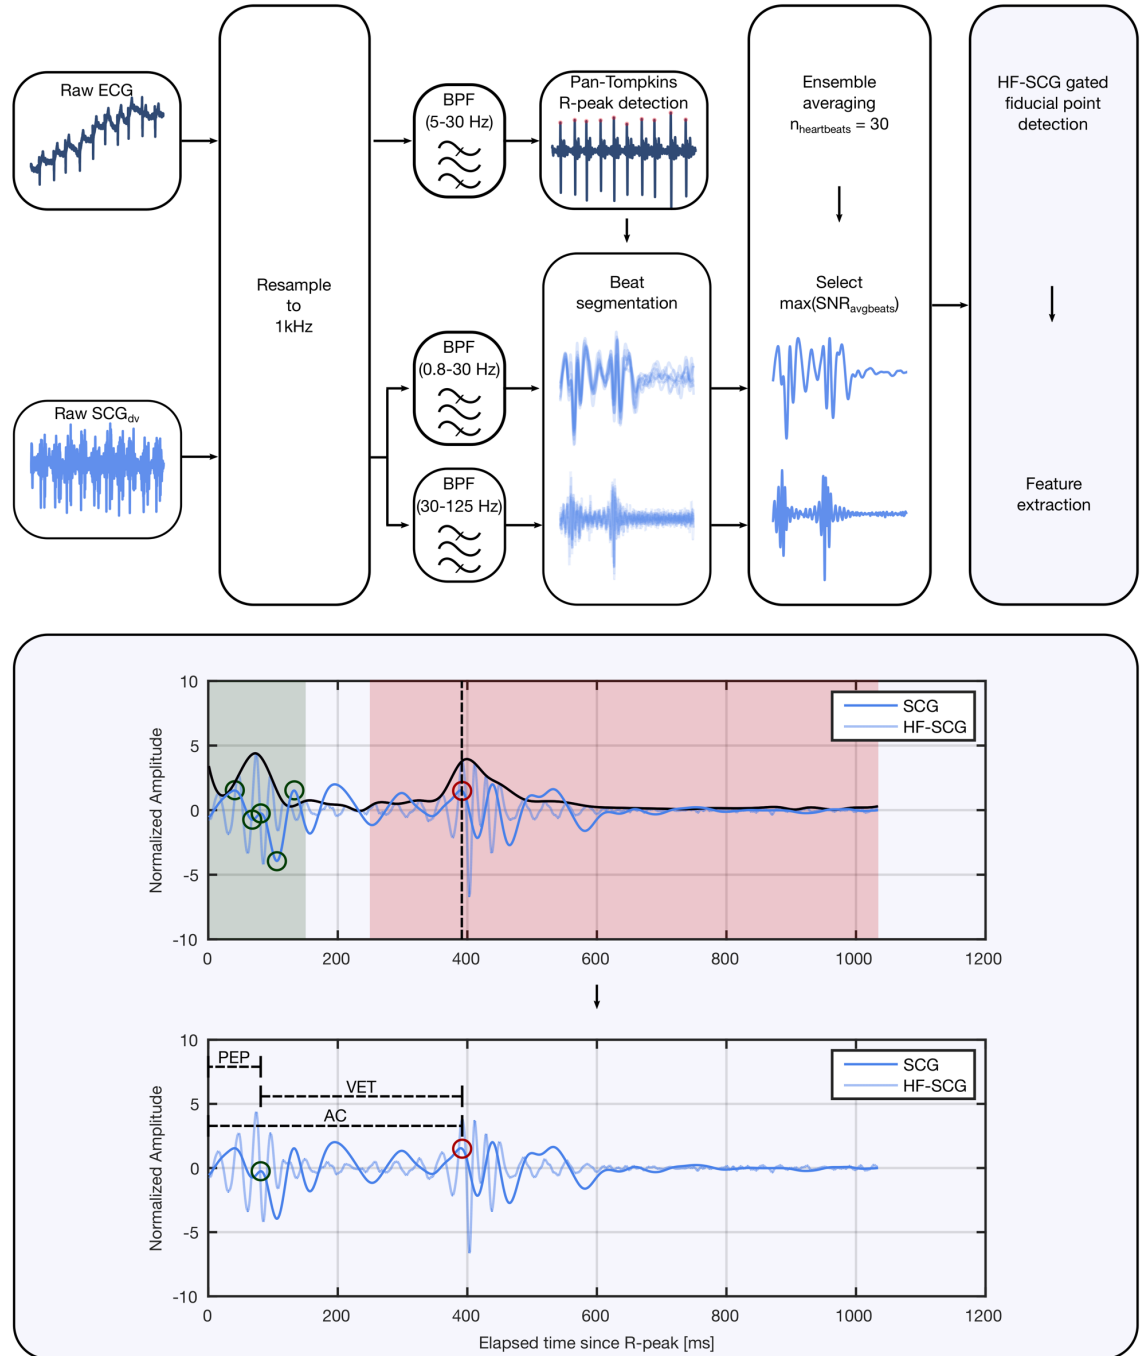 Raw ECG
Raw SCGdv
Resample
to
1kHz
BPF
(5-30 Hz)
Pan-Tompkins
R-peak detection
BPF
(0.8-30 Hz)
BPF
(30-125 Hz)
Beat
segmentation
Ensemble
averaging
nheartbeats = 30
Select
max(SNRavgbeats)
HF-SCG gated
fiducial point
detection
Feature
extraction
10
5
0
-5
-10
Normalized Amplitude
SCG
HF-SCG
0 200 400 600 800 1000 1200
10
5
0
-5
-10
Normalized Amplitude
PEP
VET
AC
SCG
HF-SCG
0 200 400 600 800 1000 1200
Elapsed time since R-peak [ms]